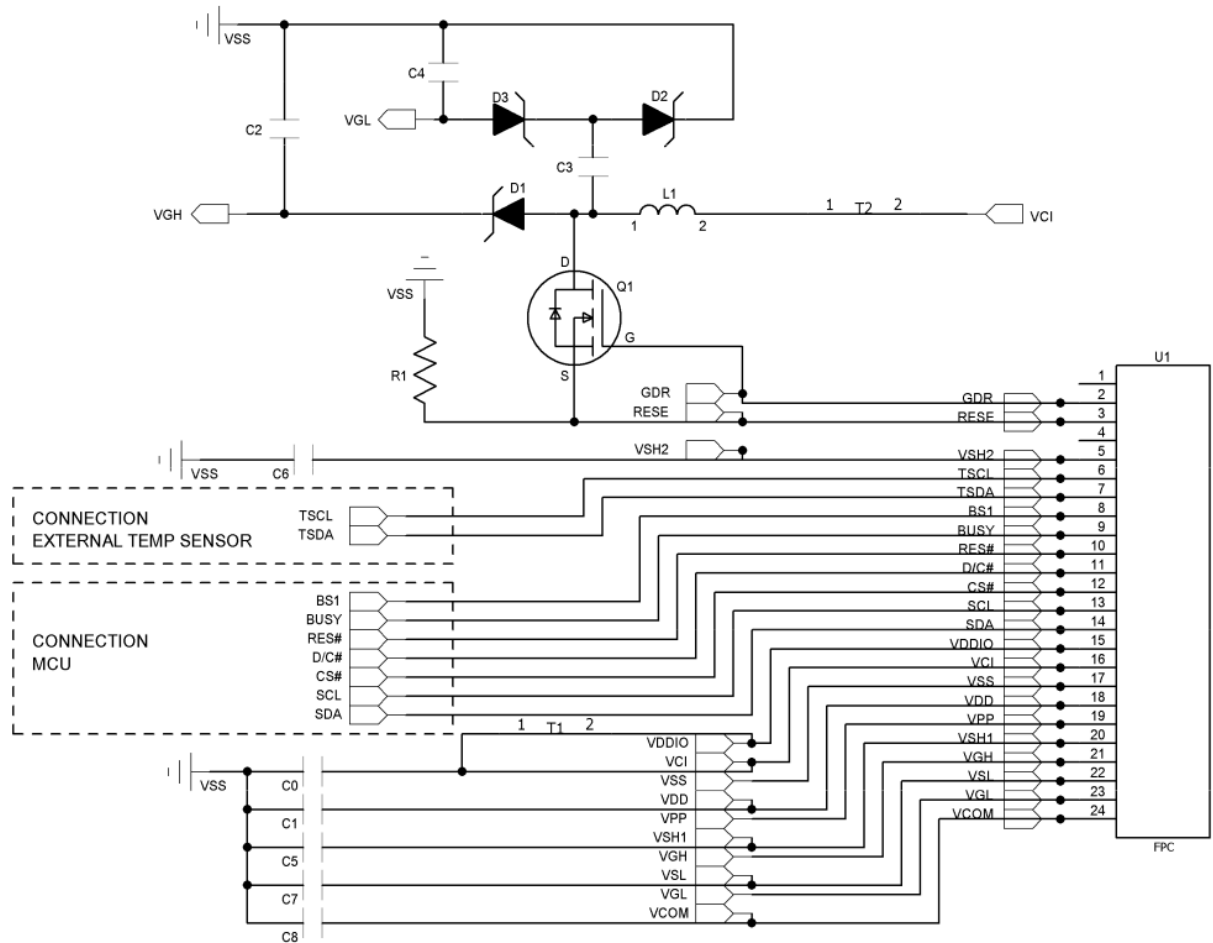 VSS
C4
D3
D2
VGL
C2
C3
D1
L1
VGH
1
2
1 T2 2
VCI
D
Q1
VSS
G
U1
R1
S
1
GDR
GDR
2
RESE
RESE
3
4
VSH2
VSH2
5
VSS
C6
TSCL
6
TSDA
7
CONNECTION
EXTERNAL TEMP SENSOR
TSCL
TSDA
BS1
8
BUSY
9
RES#
10
D/C#
11
CS#
12
CONNECTION
MCU
BS1
BUSY
RES#
D/C#
CS#
SCL
SDA
SCL
13
SDA
14
VDDIO
15
VCI
16
VSS
17
VDD
18
VPP
19
VSH1
20
VGH
21
VSL
22
VGL
23
VCOM
24
FPC
1 T1 2
VDDIO
VCI
VSS
C0
VSS
VDD
C1
VPP
VSH1
C5
VGH
VSL
C7
VGL
VCOM
C8